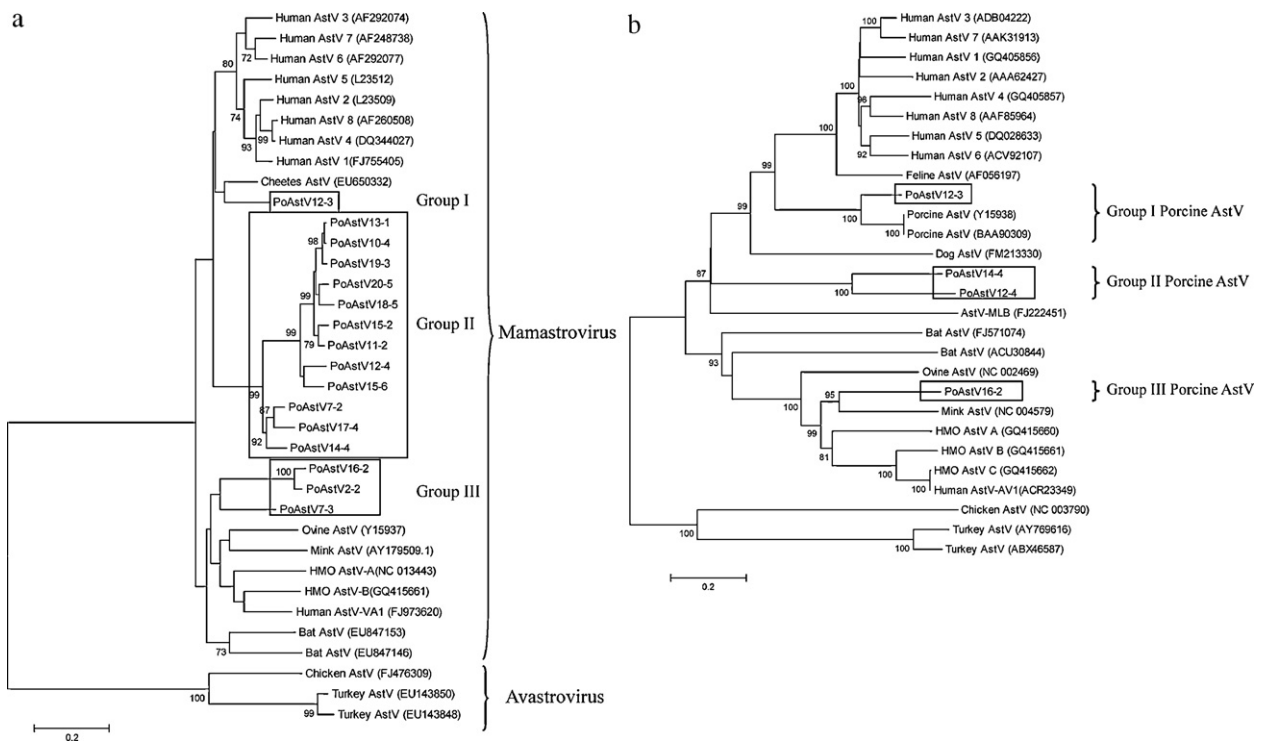 a
Human AstV 3 (AF292074)
Human AstV 7 (AF248738)
72
Human AstV 6 (AF292077)
80
Human AstV 5 (L23512)
Human AstV 2 (L23509)
74
Human AstV 8 (AF260508)
99
Human AstV 4 (DQ344027)
93
Human AstV 1(FJ755405)
Cheetes AstV (EU650332)
PoAstV12-3
Group I
PoAstV13-1
98
PoAstV10-4
PoAstV19-3
99
PoAstV20-5
PoAstV18-5
99
PoAstV15-2
Group II
79
PoAstV11-2
PoAstV12-4
PoAstV15-6
99
87
PoAstV7-2
PoAstV17-4
92
PoAstV14-4
100
PoAstV16-2
PoAstV2-2
Group III
PoAstV7-3
Ovine AstV (Y15937)
Mink AstV (AY179509.1)
HMO AstV-A(NC 013443)
HMO AstV-B(GQ415661)
Human AstV-VA1 (FJ973620)
Bat AstV (EU847153)
73
Bat AstV (EU847146)
Mamastrovirus
Chicken AstV (FJ476309)
100
Turkey AstV (EU143850)
99
Turkey AstV (EU143848)
Avastrovirus
0.2
b
100
Human AstV 3 (ADB04222)
Human AstV 7 (AAK31913)
Human AstV 1 (GQ405856)
100
Human AstV 2 (AAA62427)
96
Human AstV 4 (GQ405857)
Human AstV 8 (AAF85964)
100
Human AstV 5 (DQ028633)
92
Human AstV 6 (ACV92107)
99
Feline AstV (AF056197)
PoAstV12-3
100
Porcine AstV (Y15938)
100
Porcine AstV (BAA90309)
Group I Porcine AstV
99
Dog AstV (FM213330)
87
PoAstV14-4
100
PoAstV12-4
Group II Porcine AstV
AstV-MLB (FJ222451)
Bat AstV (FJ571074)
93
Bat AstV (ACU30844)
Ovine AstV (NC 002469)
95
PoAstV16-2
Group III Porcine AstV
100
Mink AstV (NC 004579)
99
HMO AstV A (GQ415660)
81
HMO AstV B (GQ415661)
100
HMO AstV C (GQ415662)
100
Human AstV-AV1(ACR23349)
Chicken AstV (NC 003790)
100
Turkey AstV (AY769616)
100
Turkey AstV (ABX46587)
0.2